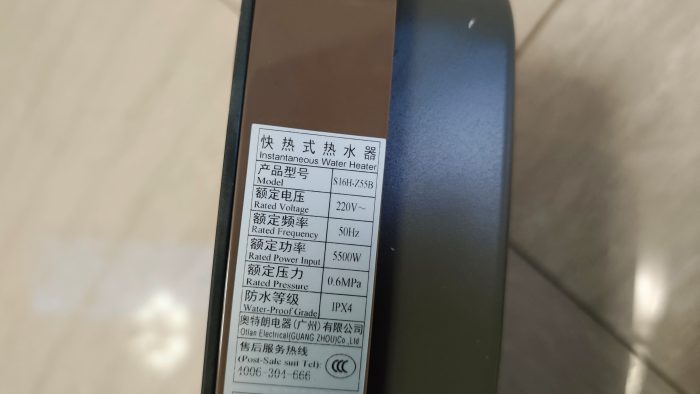 快热式热水器
Instantaneous Water Heater
产品型号
Model
S16H-Z55B
额定电压
Rated Voltage
220V~
额定频率
Rated Frequency
50Hz
额定功率
Rated Power Input
5500W
额定压力
Rated Pressure
0.6MPa
防水等级
Water-Proof Grade
IPX4
奥特朗电器(广州)有限公司
Otlan Electrical(GUANG ZHOU)Co.,Ltd
售后服务热线
(Post-Sale suit Tel):
4006-304-666
CCC